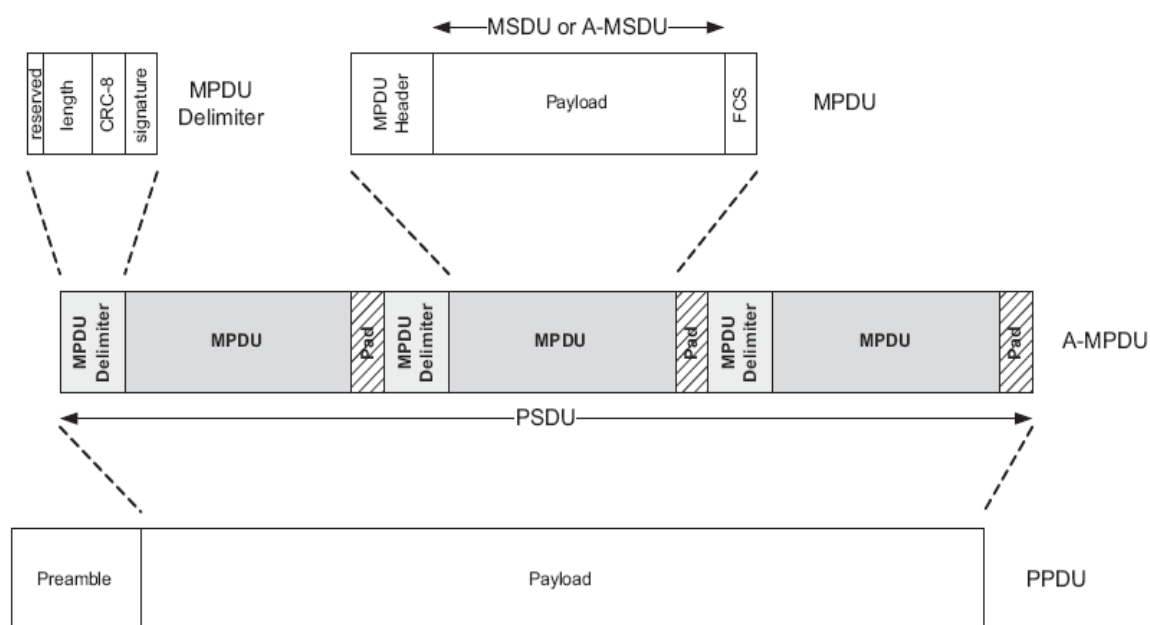 MSDU or A-MSDU
reserved
length
CRC-8
signature
MPDU
Delimiter
MPDU
Header
Payload
FCS
MPDU
MPDU
Delimiter
MPDU
Pad
MPDU
Delimiter
MPDU
Pad
MPDU
Delimiter
MPDU
Pad
A-MPDU
PSDU
Preamble
Payload
PPDU